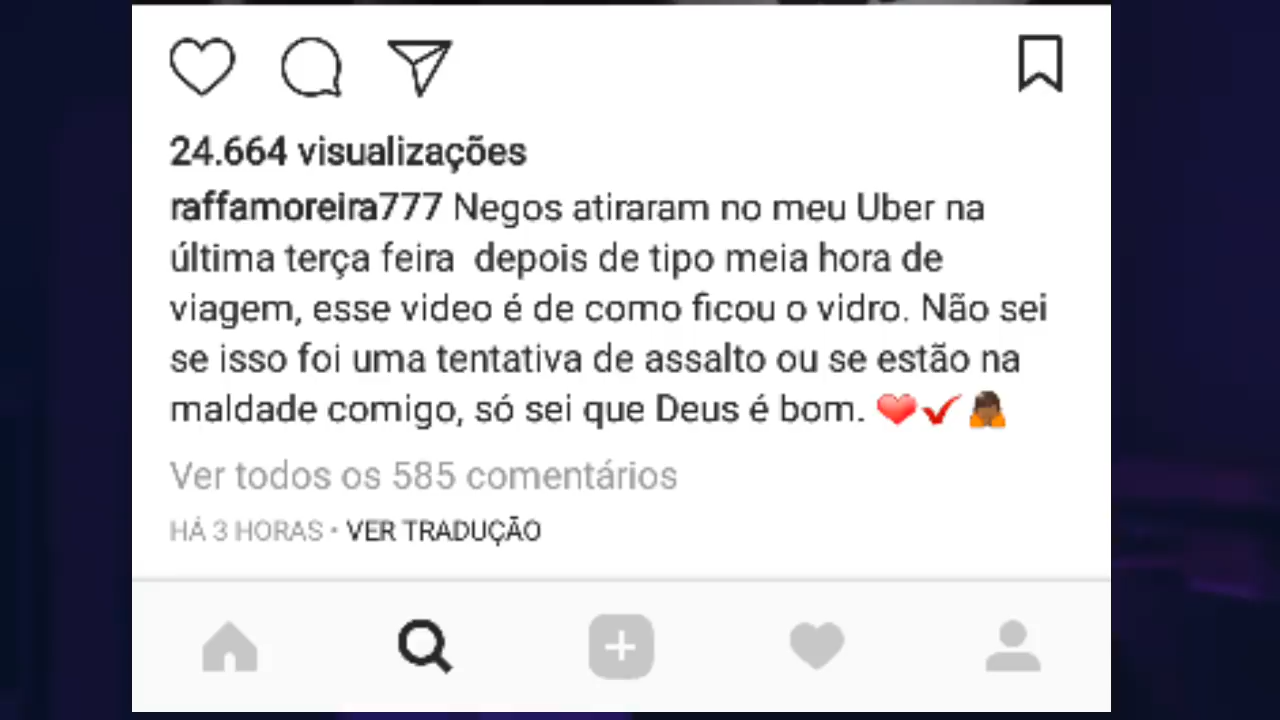 24.664 visualizações
raffamoreira777 Negos atiraram no meu Uber na
última terça feira depois de tipo meia hora de
viagem, esse video é de como ficou o vidro. Não sei
se isso foi uma tentativa de assalto ou se estão na
maldade comigo, só sei que Deus é bom. ❤️✔️🙏🏾
Ver todos os 585 comentários
HÁ 3 HORAS • VER TRADUÇÃO